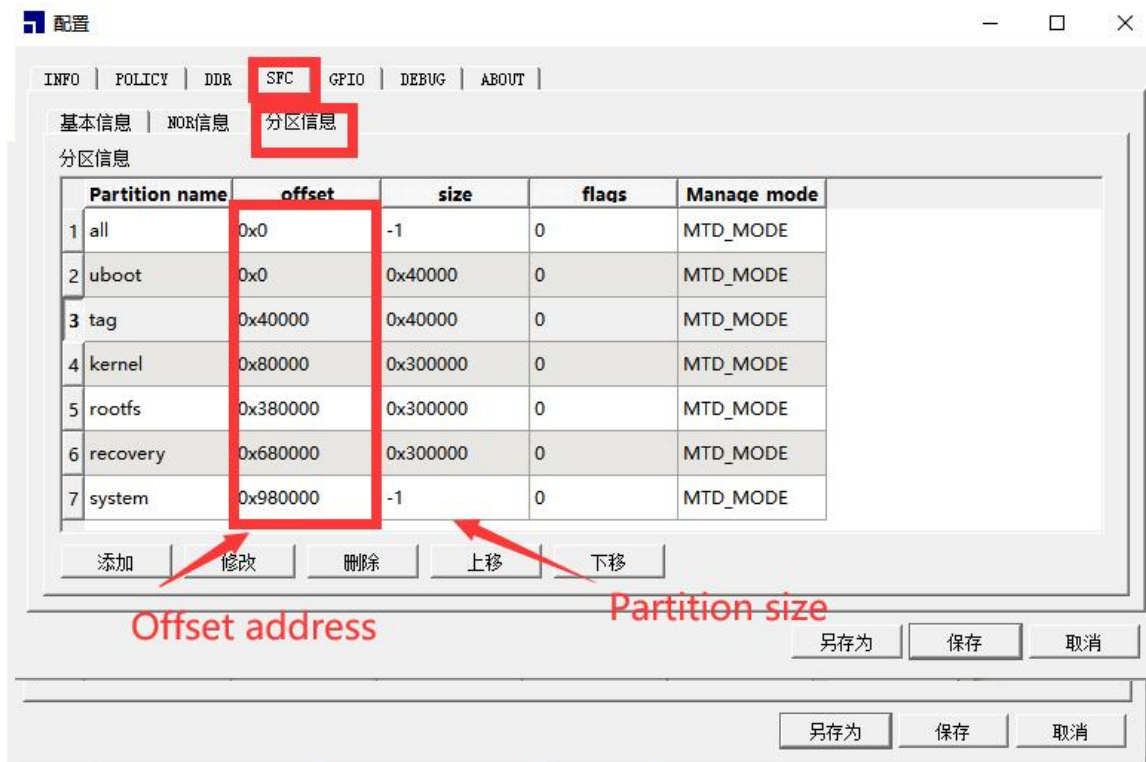 配置
INFO POLICY DDR SFC GPIO DEBUG ABOUT
基本信息 NOR信息 分区信息
分区信息
Partition name offset size flags Manage mode
1 all 0x0 -1 0 MTD_MODE
2 uboot 0x0 0x40000 0 MTD_MODE
3 tag 0x40000 0x40000 0 MTD_MODE
4 kernel 0x80000 0x300000 0 MTD_MODE
5 rootfs 0x380000 0x300000 0 MTD_MODE
6 recovery 0x680000 0x300000 0 MTD_MODE
7 system 0x980000 -1 0 MTD_MODE
添加 修改 删除 上移 下移
Offset address Partition size
另存为 保存 取消
另存为 保存 取消